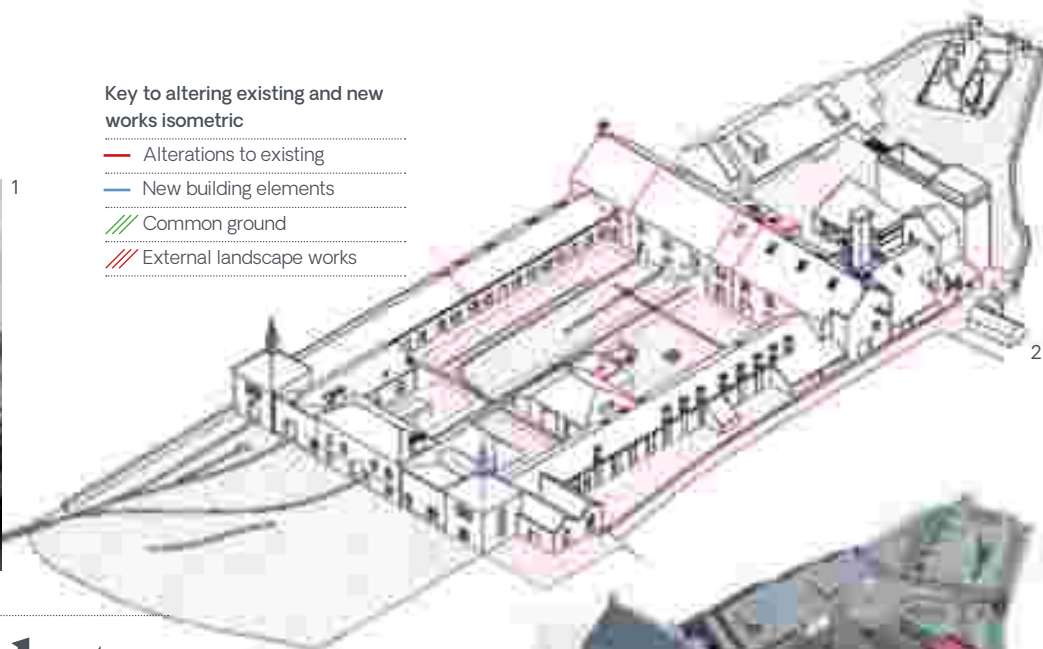 Key to altering existing and new
works isometric
Alterations to existing
New building elements
Common ground
External landscape works
1
2